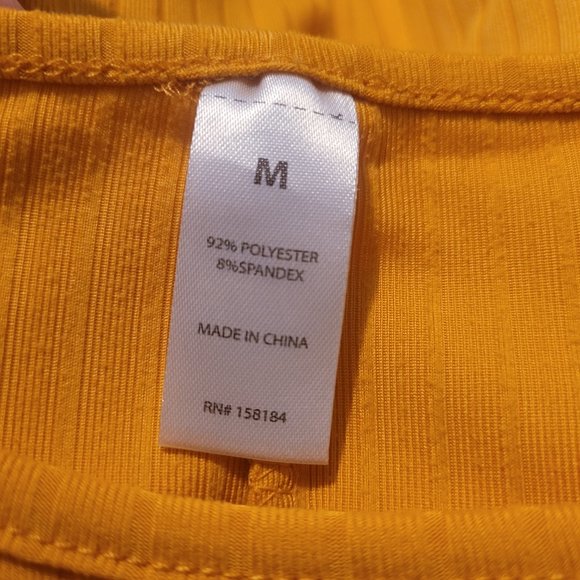 M
92% POLYESTER
8%SPANDEX
MADE IN CHINA
RN# 158184